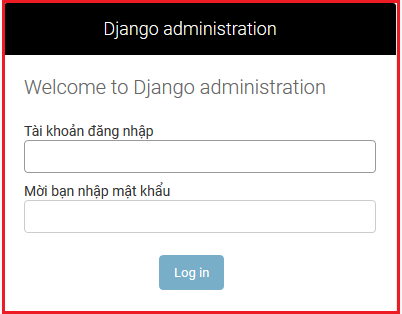 Django administration
Welcome to Django administration
Tài khoản đăng nhập
Mời bạn nhập mật khẩu
Log in